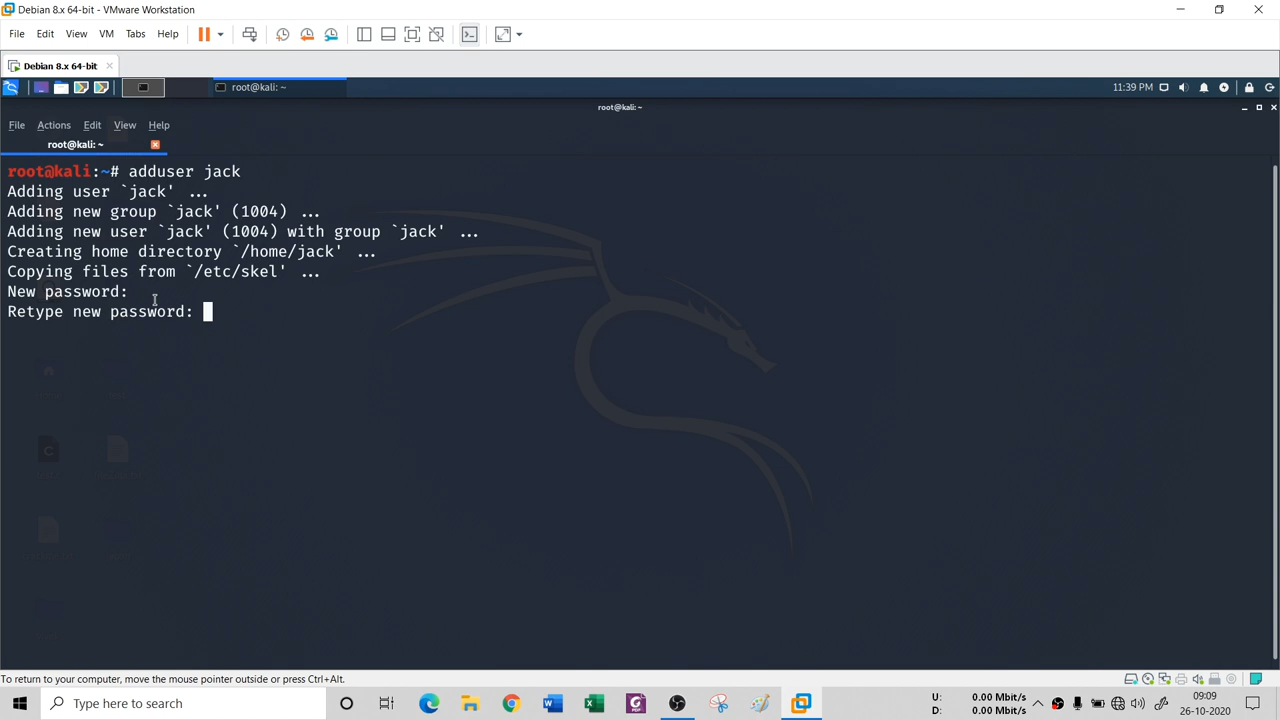 Debian 8.x 64-bit - VMware Workstation
File Edit View VM Tabs Help
Debian 8.x 64-bit
root@kali: ~ 11:39 PM
root@kali: ~
File Actions Edit View Help
root@kali: ~
root@kali:~# adduser jack
Adding user `jack' ...
Adding new group `jack' (1004) ...
Adding new user `jack' (1004) with group `jack' ...
Creating home directory `/home/jack' ...
Copying files from `/etc/skel' ...
New password:
Retype new password:
To return to your computer, move the mouse pointer outside or press Ctrl+Alt.
Type here to search
U: 0.00 Mbit/s
D: 0.00 Mbit/s
09:09
26-10-2020